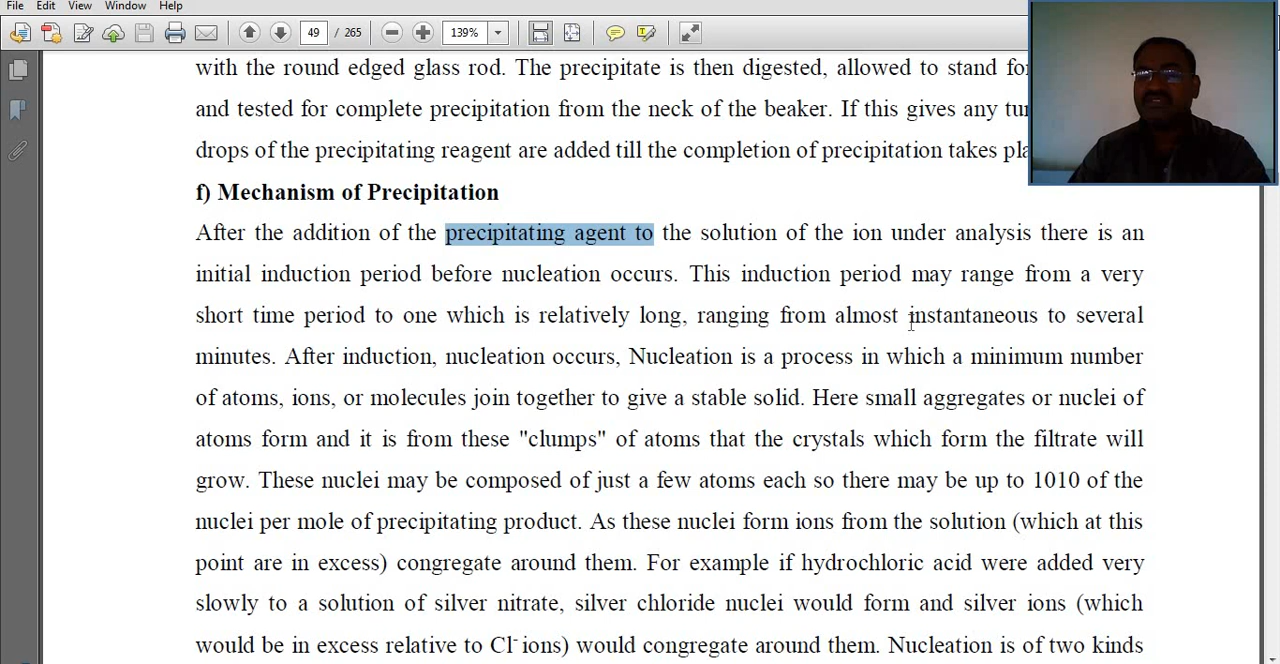 File Edit View Window Help
49 / 265 139%
with the round edged glass rod. The precipitate is then digested, allowed to stand for
and tested for complete precipitation from the neck of the beaker. If this gives any
drops of the precipitating reagent are added till the completion of precipitation takes
f) Mechanism of Precipitation
After the addition of the precipitating agent to the solution of the ion under analysis there is an
initial induction period before nucleation occurs. This induction period may range from a very
short time period to one which is relatively long, ranging from almost instantaneous to several
minutes. After induction, nucleation occurs, Nucleation is a process in which a minimum number
of atoms, ions, or molecules join together to give a stable solid. Here small aggregates or nuclei of
atoms form and it is from these "clumps" of atoms that the crystals which form the filtrate will
grow. These nuclei may be composed of just a few atoms each so there may be up to 1010 of the
nuclei per mole of precipitating product. As these nuclei form ions from the solution (which at this
point are in excess) congregate around them. For example if hydrochloric acid were added very
slowly to a solution of silver nitrate, silver chloride nuclei would form and silver ions (which
would be in excess relative to Cl⁻ ions) would congregate around them. Nucleation is of two kinds